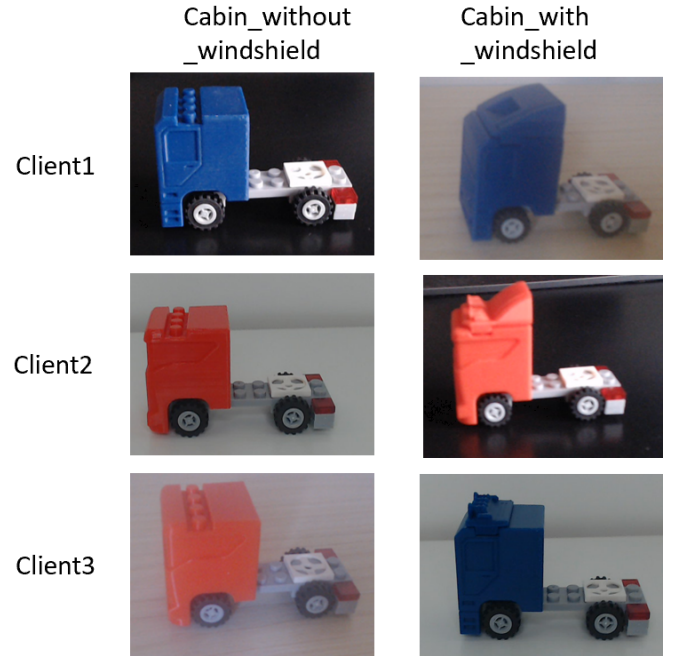 Cabin_without
_windshield
Cabin_with
_windshield
Client1
Client2
Client3